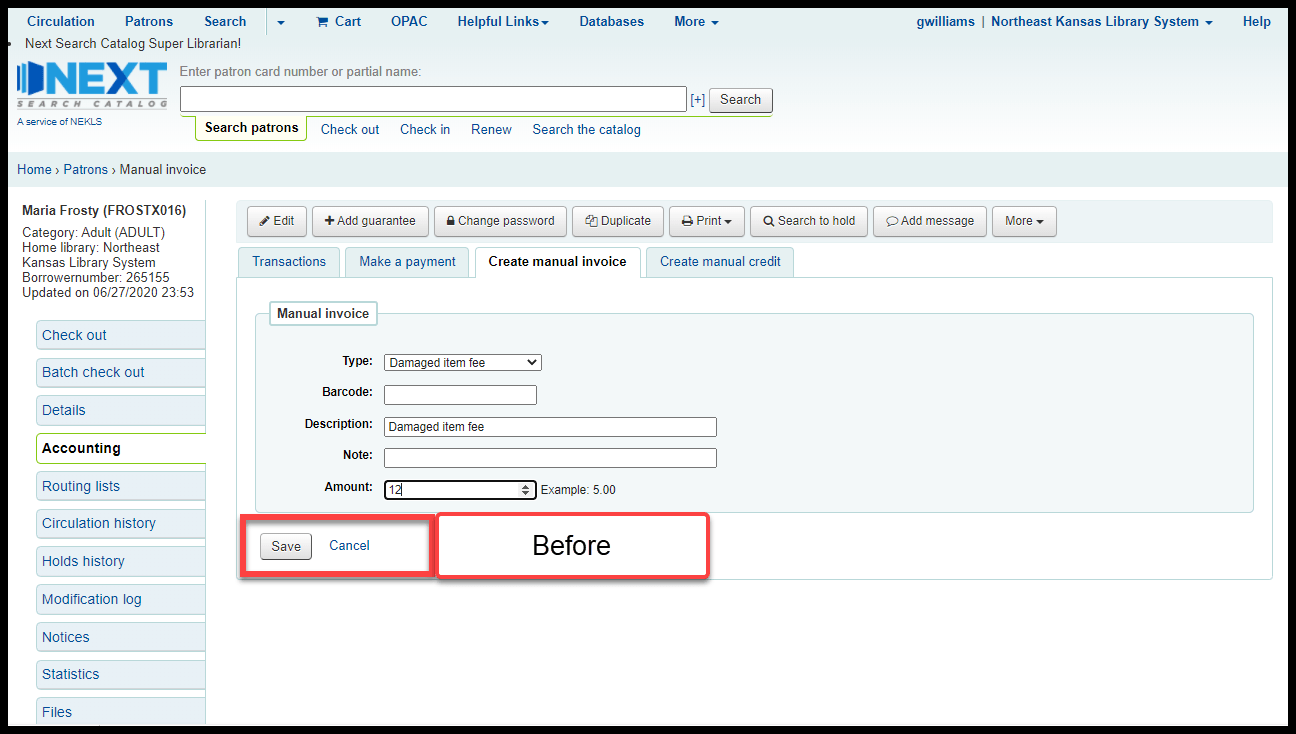 Circulation Patrons Search Cart OPAC Helpful Links Databases More gwilliams | Northeast Kansas Library System Help
Next Search Catalog Super Librarian!
NEXT
SEARCH CATALOG
A service of NEKLS
Enter patron card number or partial name:
[+] Search
Search patrons Check out Check in Renew Search the catalog
Home › Patrons › Manual invoice
Maria Frosty (FROSTX016)
Category: Adult (ADULT)
Home library: Northeast
Kansas Library System
Borrowernumber: 265155
Updated on 06/27/2020 23:53
Check out
Batch check out
Details
Accounting
Routing lists
Circulation history
Holds history
Modification log
Notices
Statistics
Files
Edit Add guarantee Change password Duplicate Print Search to hold Add message More
Transactions Make a payment Create manual invoice Create manual credit
Manual invoice
Type: Damaged item fee
Barcode:
Description: Damaged item fee
Note:
Amount: 12 Example: 5.00
Save Cancel
Before